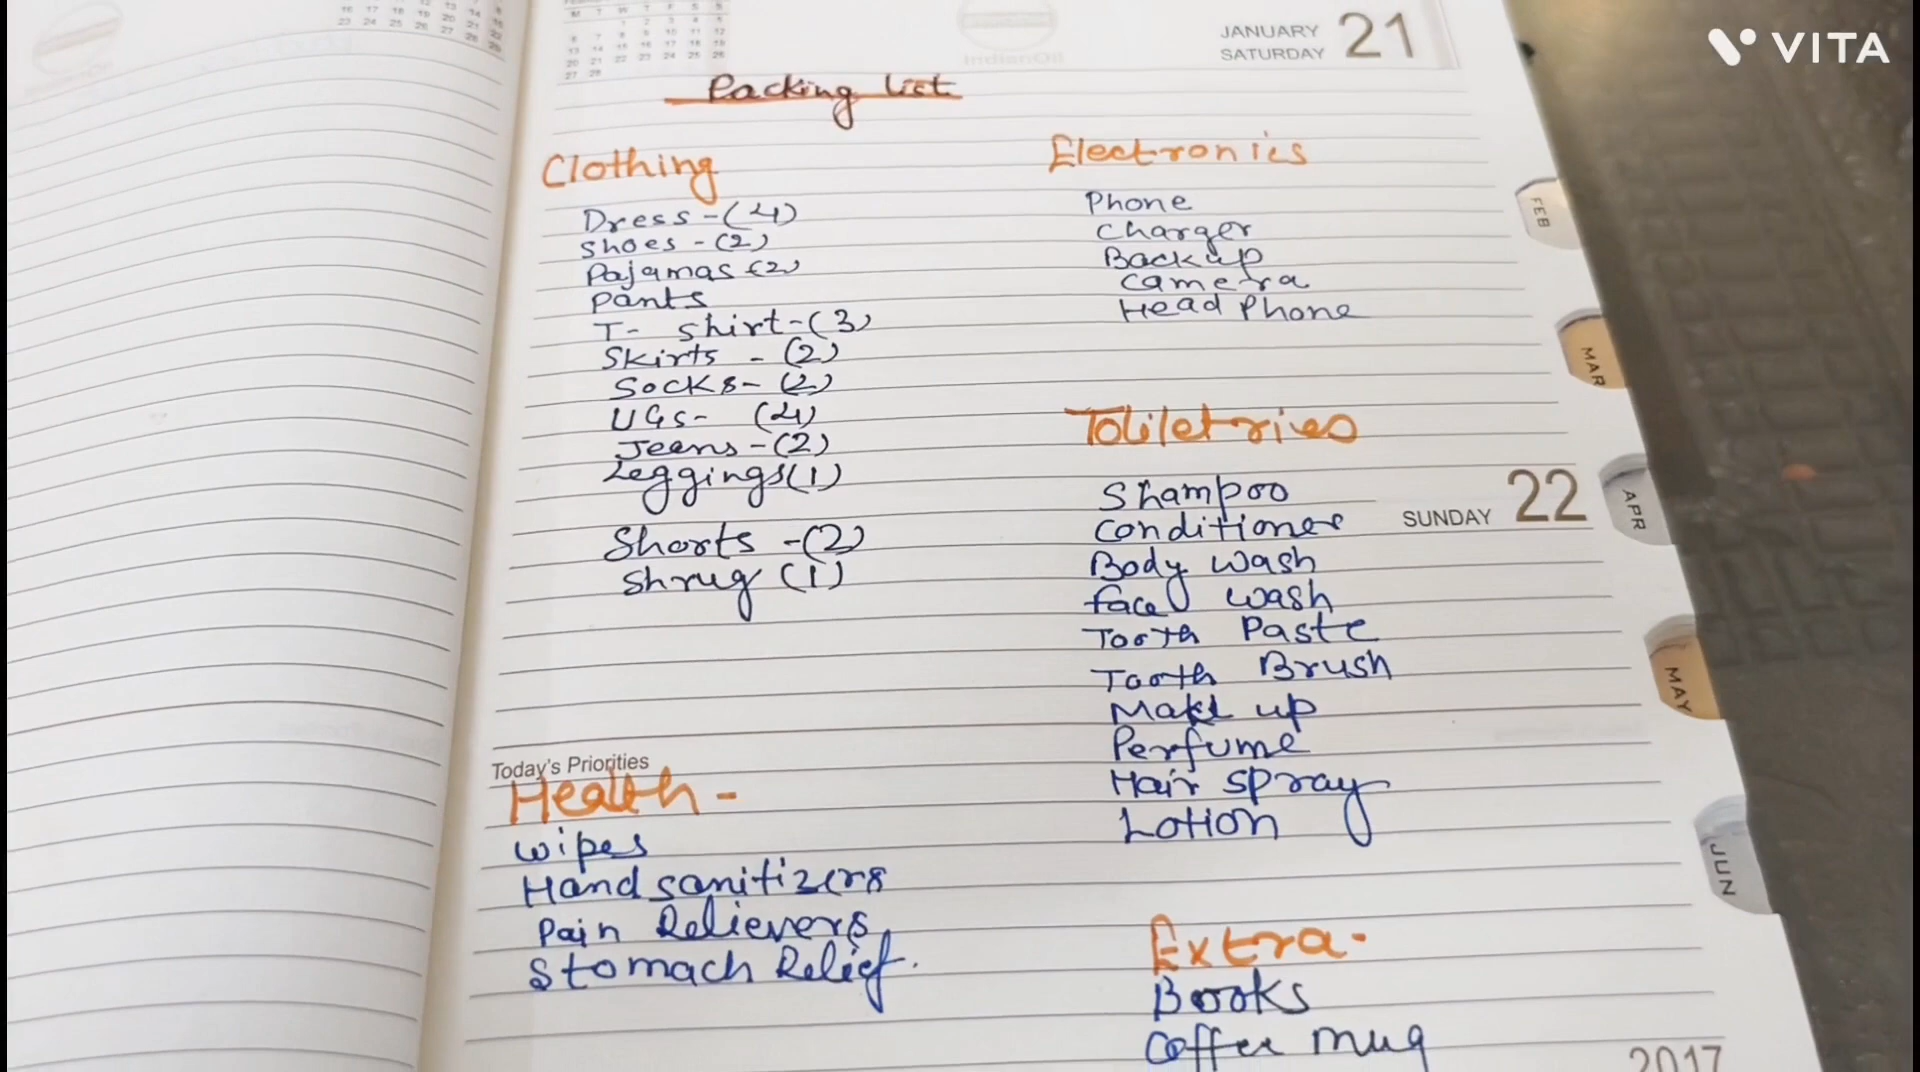 JANUARY
SATURDAY 21
VITA
Packing list
Clothing
Dress - (4)
Shoes - (2)
Pajamas (2)
Pants
T- Shirt - (3)
Skirts - (2)
Socks - (2)
UGs - (4)
Jeans - (2)
Leggings (1)
Shorts - (2)
Shrug (1)
Today's Priorities
Health -
Wipes
Hand sanitizers
Pain Relievers
Stomach Relief.
Electronics
Phone
Charger
Backup
Camera
Head Phone
Toliletries
SUNDAY 22
Shampoo
Conditioner
Body wash
face wash
Tooth Paste
Tooth Brush
Make up
Perfume
Hair spray
Lotion
Extra -
Books
Coffee mug
2017
FEB
MAR
APR
MAY
JUN